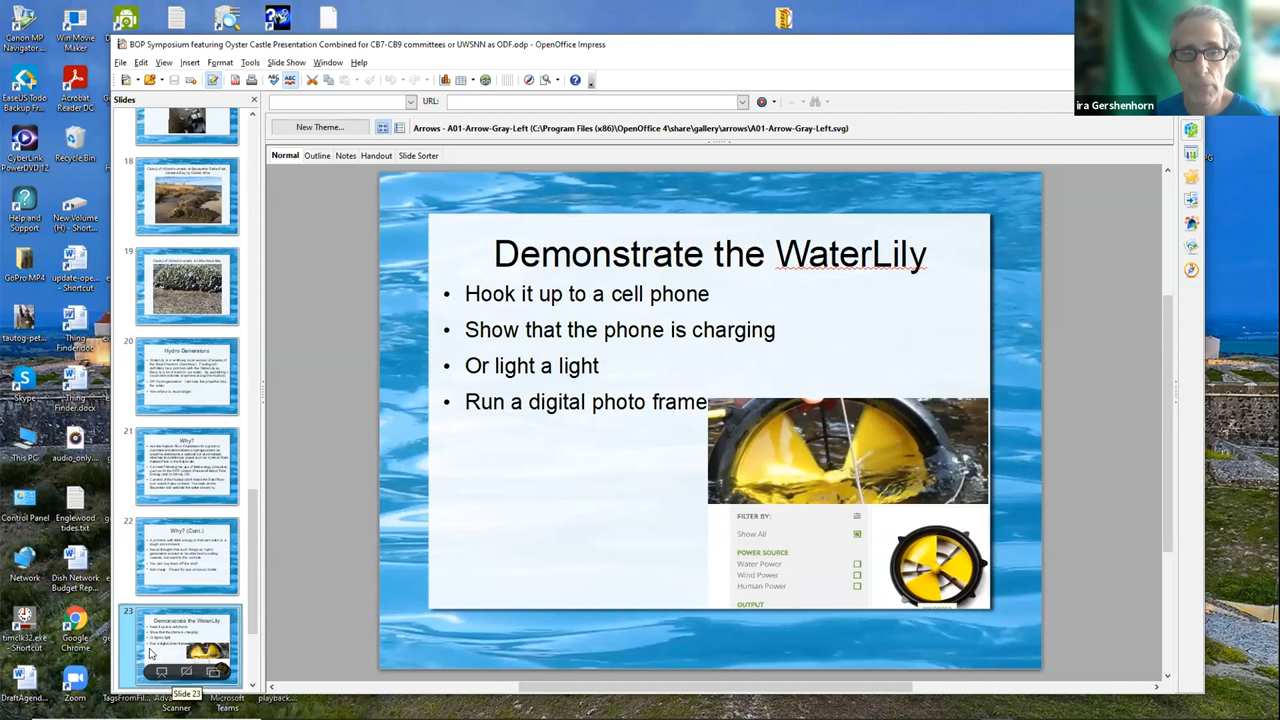 BOP Symposium featuring Oyster Castle Presentation Combined for CB7-CB9 committees or UWSNN as ODF.odp - OpenOffice Impress
File Edit View Insert Format Tools Slide Show Window Help
URL:
Slides
New Theme...
Arrows - A01-Arrow-Gray-Left (C:\Program Files (x86)\OpenOffice 4\share\gallery\arrows\A01-Arrow-Gray-Left.svg)
Normal Outline Notes Handout Slide Sorter
Demonstrate the WaterLily
• Hook it up to a cell phone
• Show that the phone is charging
• Or light a light
• Run a digital photo frame
FILTER BY:
Show All
POWER SOURCE
Water Power
Wind Power
Human Power
OUTPUT
18
19
20
Hydro Generators
21
Why?
22
Why? (Cont.)
23
Demonstrate the WaterLily
Slide 23
ira Gershenhorn
Canon MP
Navigator ...
Win Movie
Maker
EaseUS Todo
Backup Fr...
Acrobat
Reader DC
CyberLink
PowerDVD 12
Recycle Bin
Help and
Support
New Volume
(H) - Short...
GoPro MP4
update-ope...
- Shortcut
tautog-pet...
Thing
Finder.docx
Skype
Thing
Finder.docx
This PC
audio_only...
Control Panel
Englewood
tides.txt
Network
Dish Network
Budget Rep...
timclk32.exe
- Shortcut
Google
Chrome
DraftAgend...
Zoom
TagsFromFil...
Scanner
Microsoft
Teams
playback...